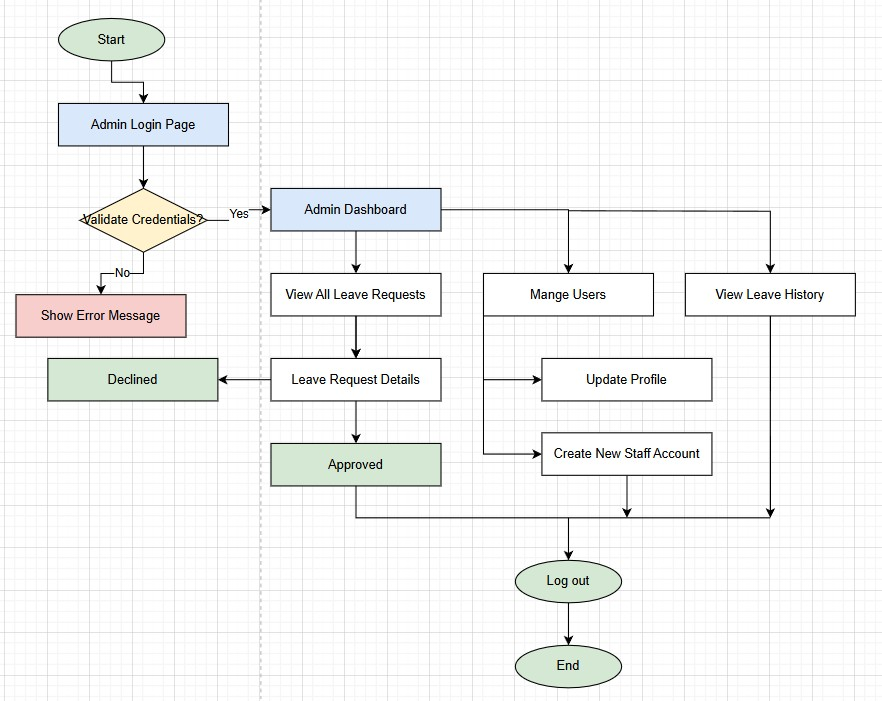 Start
Admin Login Page
Validate Credentials?
Yes
Admin Dashboard
No
View All Leave Requests
Mange Users
View Leave History
Show Error Message
Declined
Leave Request Details
Update Profile
Approved
Create New Staff Account
Log out
End